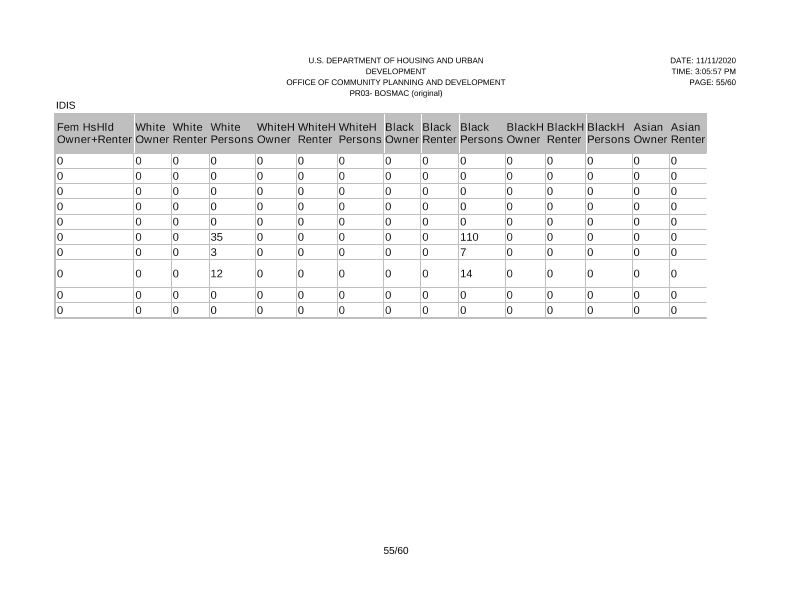 U.S. DEPARTMENT OF HOUSING AND URBAN
DEVELOPMENT
OFFICE OF COMMUNITY PLANNING AND DEVELOPMENT
PR03- BOSMAC (original)
DATE: 11/11/2020
TIME: 3:05:57 PM
PAGE: 55/60
IDIS
Fem HsHld White White White WhiteH WhiteH WhiteH Black Black Black BlackH BlackH BlackH Asian Asian
Owner+Renter Owner Renter Persons Owner Renter Persons Owner Renter Persons Owner Renter Persons Owner Renter
0 0 0 0 0 0 0 0 0 0 0 0 0 0 0
0 0 0 0 0 0 0 0 0 0 0 0 0 0 0
0 0 0 0 0 0 0 0 0 0 0 0 0 0 0
0 0 0 0 0 0 0 0 0 0 0 0 0 0 0
0 0 0 0 0 0 0 0 0 0 0 0 0 0 0
0 0 0 35 0 0 0 0 0 110 0 0 0 0 0
0 0 0 3 0 0 0 0 0 7 0 0 0 0 0
0 0 0 12 0 0 0 0 0 14 0 0 0 0 0
0 0 0 0 0 0 0 0 0 0 0 0 0 0 0
0 0 0 0 0 0 0 0 0 0 0 0 0 0 0
55/60